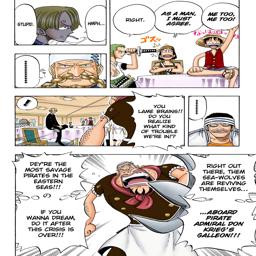 ME TOO,
ME TOO!
AS A MAN, I
MUST AGREE.
RIGHT.
HMPH...
STUPID.
YOU
LAME BRAINS!!
DO YOU
REALIZE
WHAT KIND
OF TROUBLE
WE'RE IN!?
RIGHT OUT
THERE, THEM
SEA-WOLVES
ARE REVIVING
THEMSELVES...
...ABOARD
PIRATE
ADMIRAL DON
KRIEG'S
GALLEON!!!
DEY'RE THE
MOST SAVAGE
PIRATES IN THE
EASTERN
SEAS!!!
IF YOU
WANNA DREAM,
DO IT AFTER
THIS CRISIS IS
OVER!!!